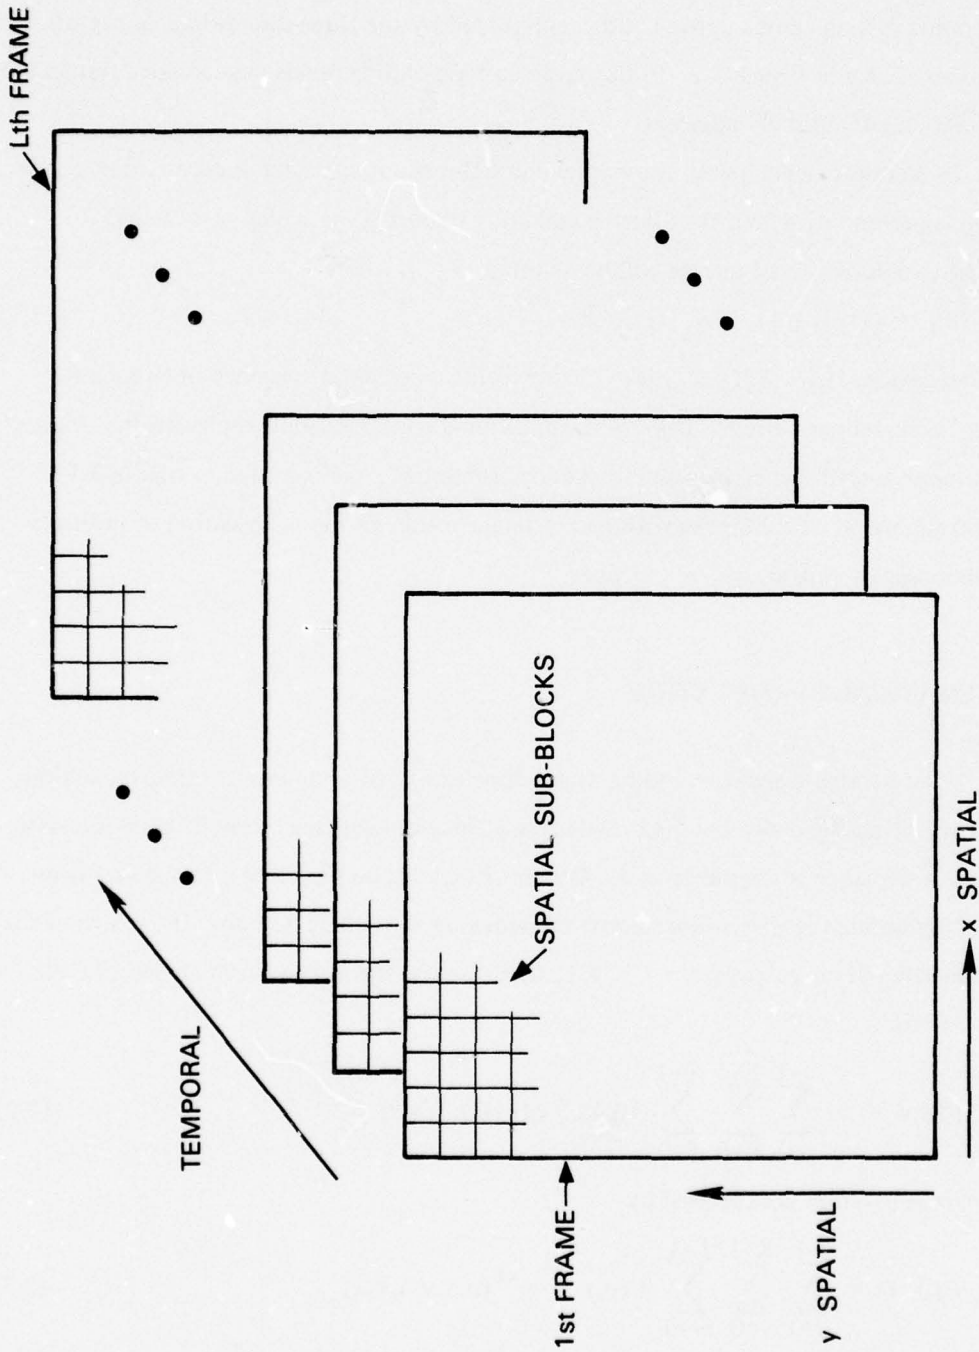 Lth FRAME
TEMPORAL
SPATIAL SUB-BLOCKS
1st FRAME
y SPATIAL
x SPATIAL